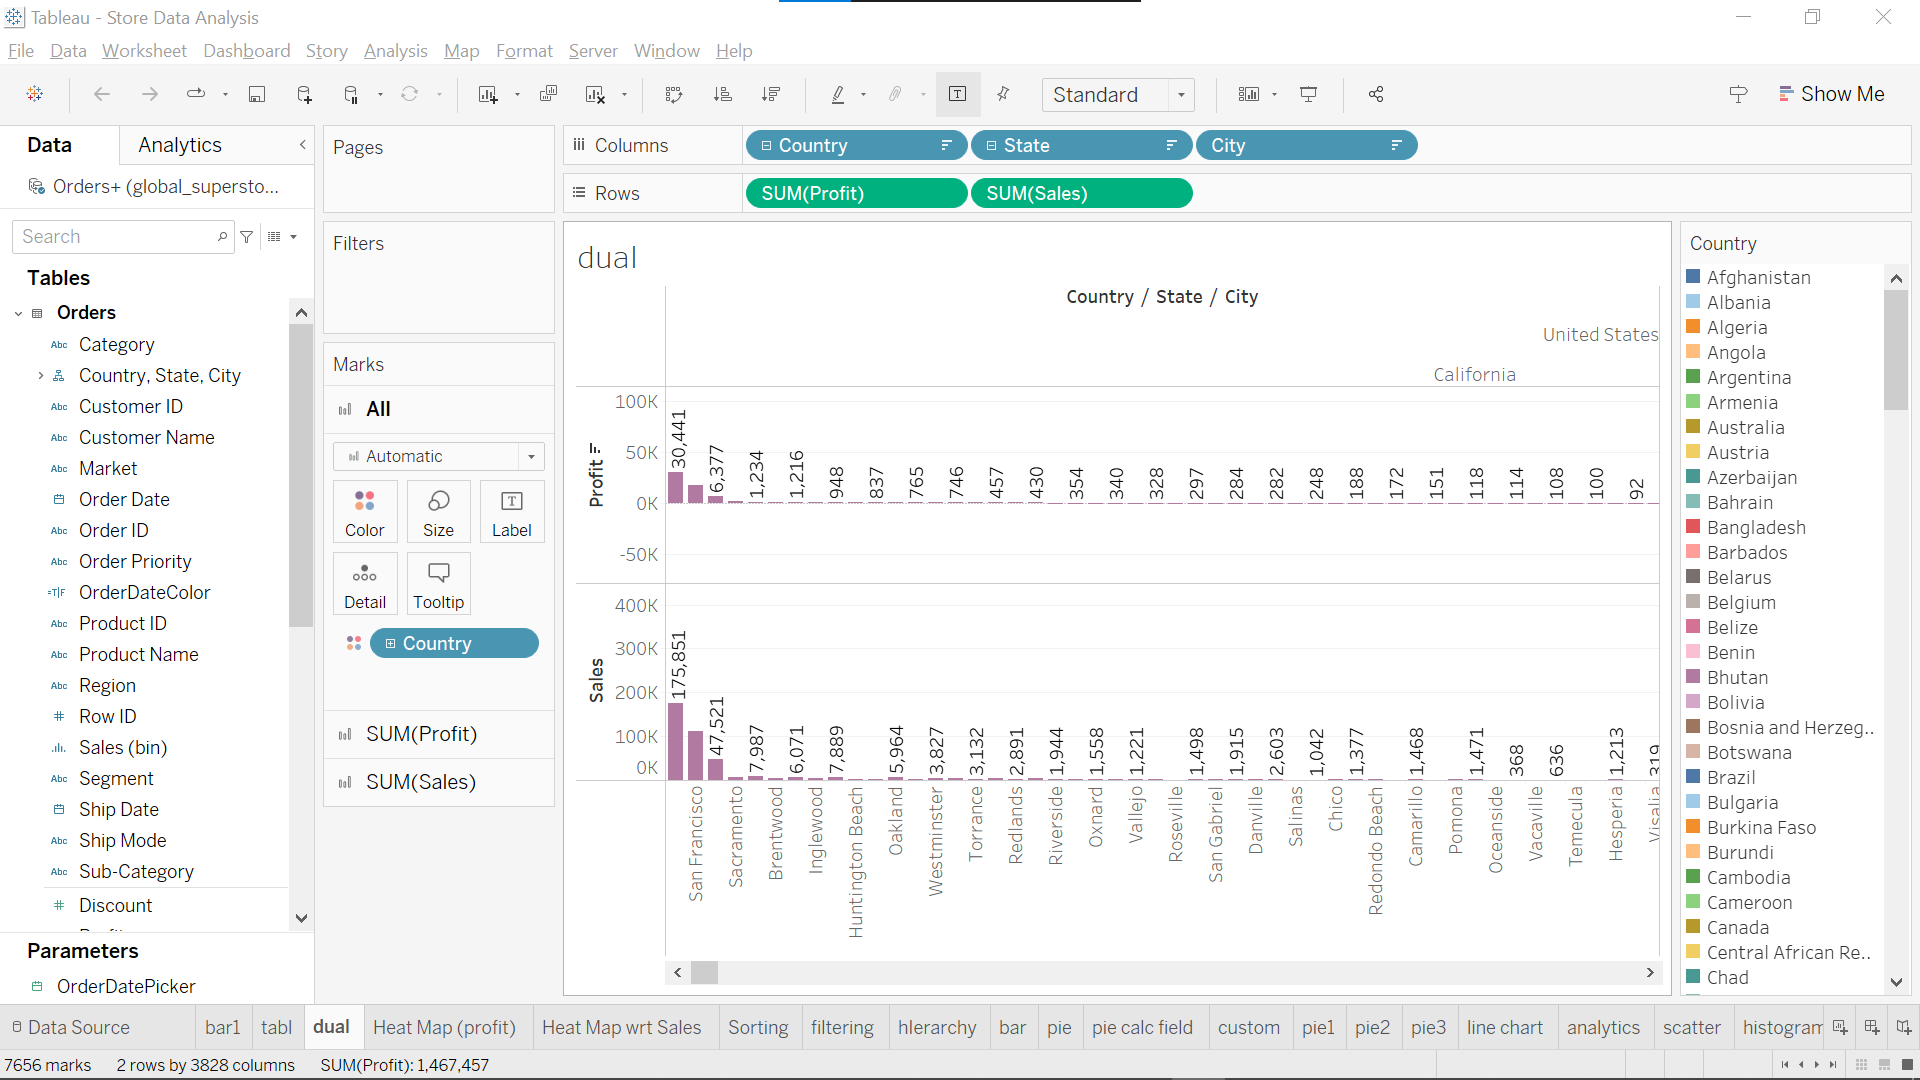 Tableau - Store Data Analysis
File Data Worksheet Dashboard Story Analysis Map Format Server Window Help
Standard
Show Me
Data Analytics
Orders+ (global_supersto...
Search
Tables
Orders
Abc Category
Country, State, City
Abc Customer ID
Abc Customer Name
Abc Market
Order Date
Abc Order ID
Abc Order Priority
=T|F OrderDateColor
Abc Product ID
Abc Product Name
Abc Region
# Row ID
Sales (bin)
Abc Segment
Ship Date
Abc Ship Mode
Abc Sub-Category
# Discount
Parameters
OrderDatePicker
Pages
Filters
Marks
All
Automatic
Color Size Label
Detail Tooltip
Country
SUM(Profit)
SUM(Sales)
Columns Country State City
Rows SUM(Profit) SUM(Sales)
dual
Country / State / City
United States
California
Profit
100K
50K
0K
-50K
30,441 6,377 1,234 1,216 948 837 765 746 457 430 354 340 328 297 284 282 248 188 172 151 118 114 108 100 92
Sales
400K
300K
200K
100K
0K
175,851 47,521 7,987 6,071 7,889 5,964 3,827 3,132 2,891 1,944 1,558 1,221 1,498 1,915 2,603 1,042 1,377 1,468 1,471 368 636 1,213 319
San Francisco
Sacramento
Brentwood
Inglewood
Huntington Beach
Oakland
Westminster
Torrance
Redlands
Riverside
Oxnard
Vallejo
Roseville
San Gabriel
Danville
Salinas
Chico
Redondo Beach
Camarillo
Pomona
Oceanside
Vacaville
Temecula
Hesperia
Visalia
Country
Afghanistan
Albania
Algeria
Angola
Argentina
Armenia
Australia
Austria
Azerbaijan
Bahrain
Bangladesh
Barbados
Belarus
Belgium
Belize
Benin
Bhutan
Bolivia
Bosnia and Herzeg..
Botswana
Brazil
Bulgaria
Burkina Faso
Burundi
Cambodia
Cameroon
Canada
Central African Re..
Chad
Data Source bar1 tabl dual Heat Map (profit) Heat Map wrt Sales Sorting filtering hIerarchy bar pie pie calc field custom pie1 pie2 pie3 line chart analytics scatter histogram
7656 marks 2 rows by 3828 columns SUM(Profit): 1,467,457